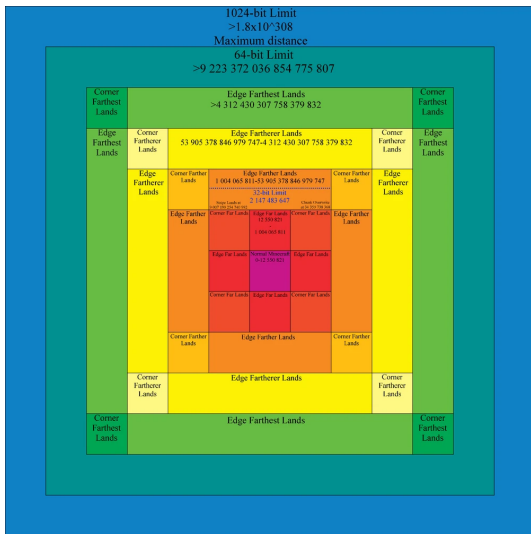 1024-bit Limit
>1.8x10^308
Maximum distance
64-bit Limit
>9 223 372 036 854 775 807
Corner
Farthest
Lands
Edge Farthest Lands
>4 312 430 307 758 379 832
Corner
Farthest
Lands
Edge
Farthest
Lands
Corner
Fartherer
Lands
Edge Fartherer Lands
53 905 378 846 979 747-4 312 430 307 758 379 832
Corner
Fartherer
Lands
Edge
Farthest
Lands
Edge
Fartherer
Lands
Corner Farther
Lands
Edge Farther Lands
1 004 065 811-53 905 378 846 979 747
32-bit Limit
2 147 483 647
Corner Farther
Lands
Edge
Fartherer
Lands
Edge Farther
Lands
Corner Far Lands
Edge Far Lands
12 550 821
-
1 004 065 811
Corner Far Lands
Edge Farther
Lands
Edge Far Lands
Normal Minecraft
0-12 550 821
Edge Far Lands
Corner Far Lands
Edge Far Lands
Corner Far Lands
Corner Farther
Lands
Edge Farther Lands
Corner Farther
Lands
Corner
Fartherer
Lands
Edge Fartherer Lands
Corner
Fartherer
Lands
Corner
Farthest
Lands
Edge Farthest Lands
Corner
Farthest
Lands